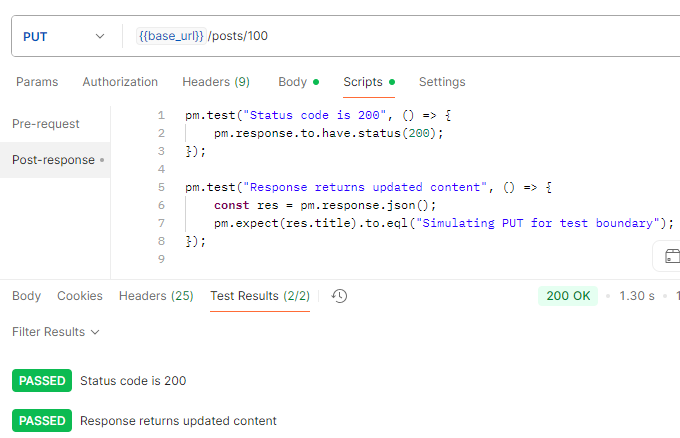 PUT {{base_url}}/posts/100
Params Authorization Headers (9) Body Scripts Settings
Pre-request
Post-response
1 pm.test("Status code is 200", () => {
2 pm.response.to.have.status(200);
3 });
4
5 pm.test("Response returns updated content", () => {
6 const res = pm.response.json();
7 pm.expect(res.title).to.eql("Simulating PUT for test boundary");
8 });
9
Body Cookies Headers (25) Test Results (2/2) 200 OK • 1.30 s • 1
Filter Results
PASSED Status code is 200
PASSED Response returns updated content